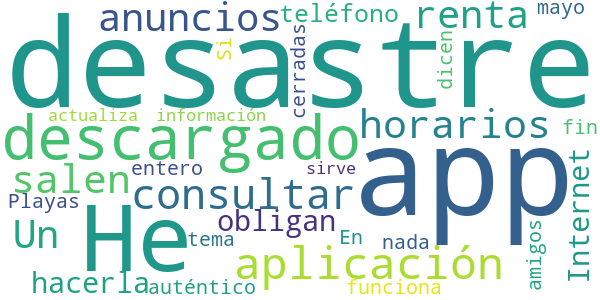 desastre
anuncios
teléfono
renta
mayo
Si
cerradas
dicen
actualiza
información
descargado
horarios
fin
app
He
salen
entero
sirve
consultar
Internet
Playas
obligan
Un
tema
En
nada
amigos
aplicación
hacerla
auténtico
funciona